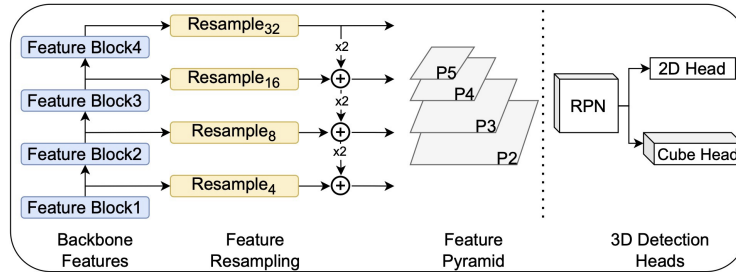 Resample32
x2
Feature Block4
Resample16
P5
2D Head
x2
P4
RPN
Feature Block3
Resample8
P3
x2
Feature Block2
P2
Cube Head
Resample4
Feature Block1
Backbone
Features
Feature
Resampling
Feature
Pyramid
3D Detection
Heads